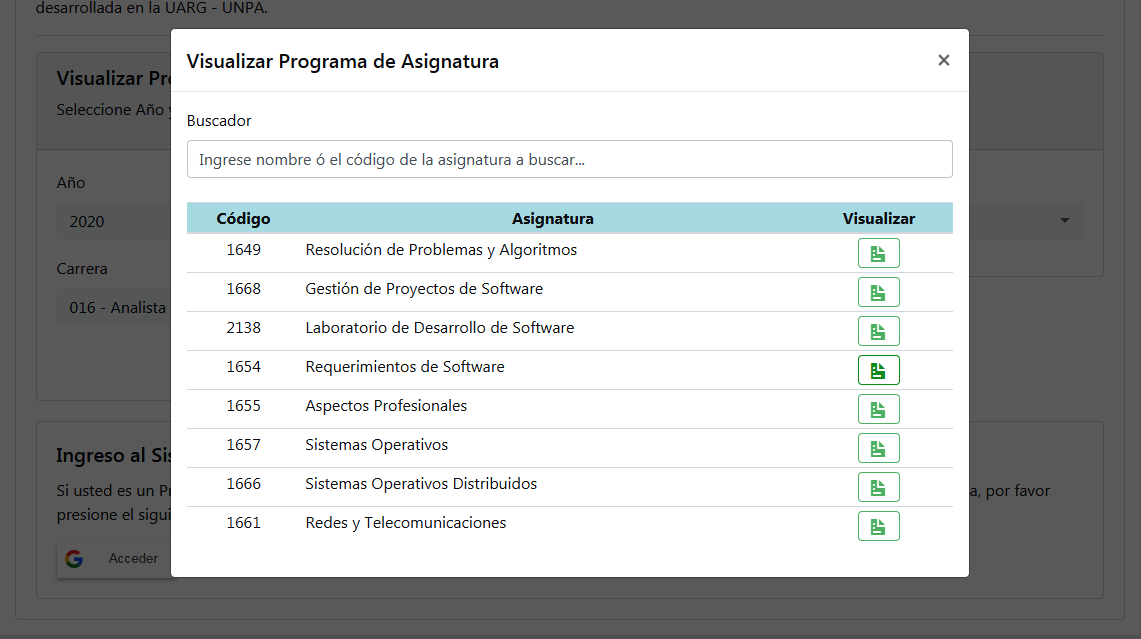 desarrollada en la UARG - UNPA.
Visualizar Programa de Asignatura
×
Visualizar Pr
Seleccione Año y
Buscador
Ingrese nombre ó el código de la asignatura a buscar...
Año
2020
Carrera
016 - Analista
Código Asignatura Visualizar
1649 Resolución de Problemas y Algoritmos
1668 Gestión de Proyectos de Software
2138 Laboratorio de Desarrollo de Software
1654 Requerimientos de Software
1655 Aspectos Profesionales
1657 Sistemas Operativos
1666 Sistemas Operativos Distribuidos
1661 Redes y Telecomunicaciones
Ingreso al Sis
Si usted es un Pr a, por favor
presione el sigui
Acceder